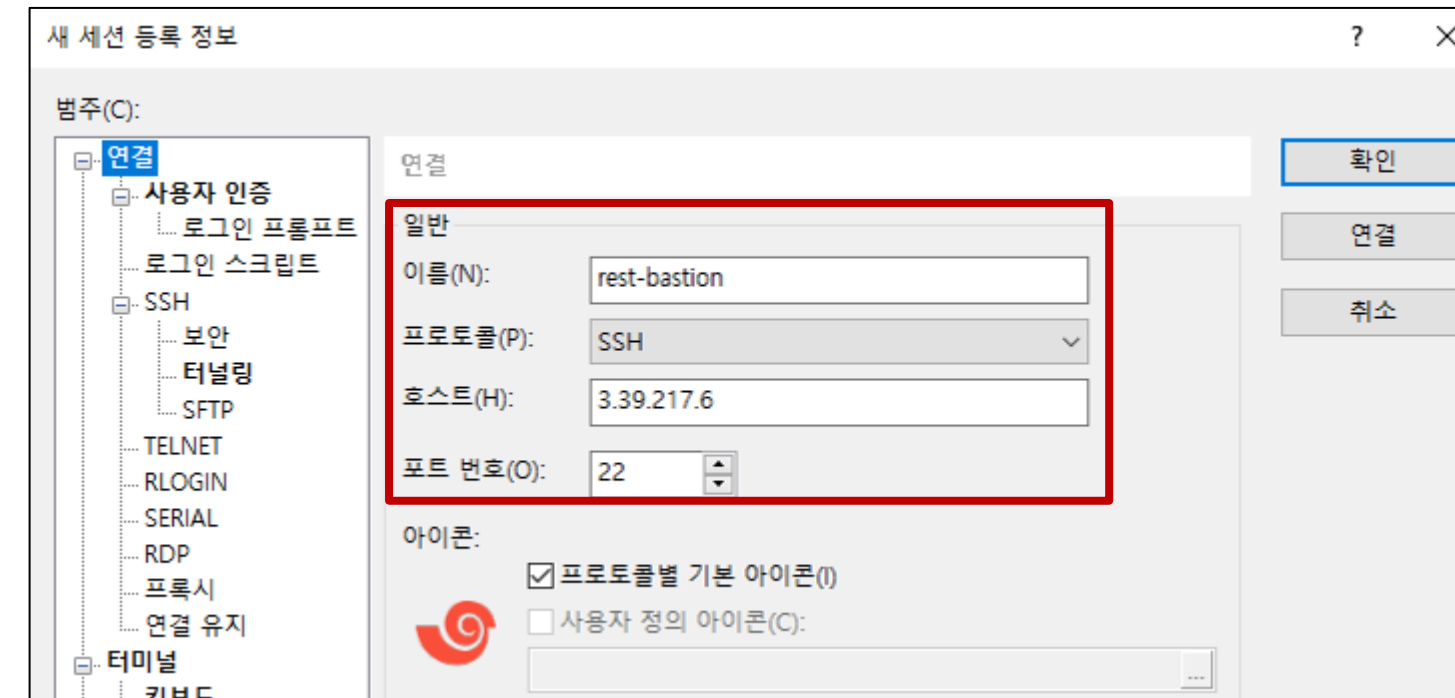 새 세션 등록 정보
?
범주(C):
연결
사용자 인증
로그인 프롬프트
로그인 스크립트
SSH
보안
터널링
SFTP
TELNET
RLOGIN
SERIAL
RDP
프록시
연결 유지
터미널
키보드
연결
일반
이름(N):
rest-bastion
프로토콜(P):
SSH
호스트(H):
3.39.217.6
포트 번호(O):
22
아이콘:
프로토콜별 기본 아이콘(I)
사용자 정의 아이콘(C):
...
확인
연결
취소